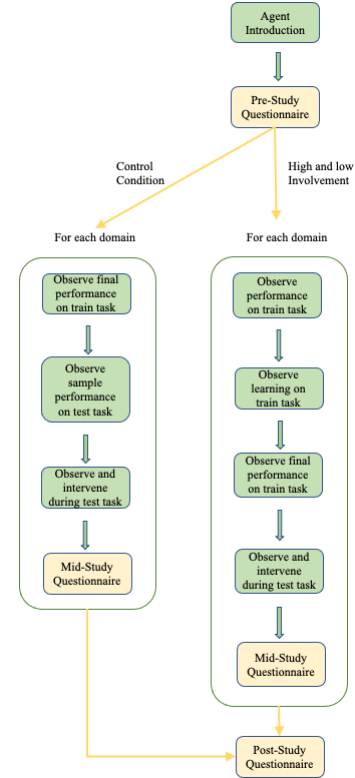 Agent
Introduction
Pre-Study
Questionnaire
Control
Condition
High and low
Involvement
For each domain
Observe final
performance
on train task
Observe
sample
performance
on test task
Observe and
intervene
during test task
Mid-Study
Questionnaire
For each domain
Observe
performance
on train task
Observe
learning on
train task
Observe final
performance
on train task
Observe and
intervene
during test task
Mid-Study
Questionnaire
Post-Study
Questionnaire